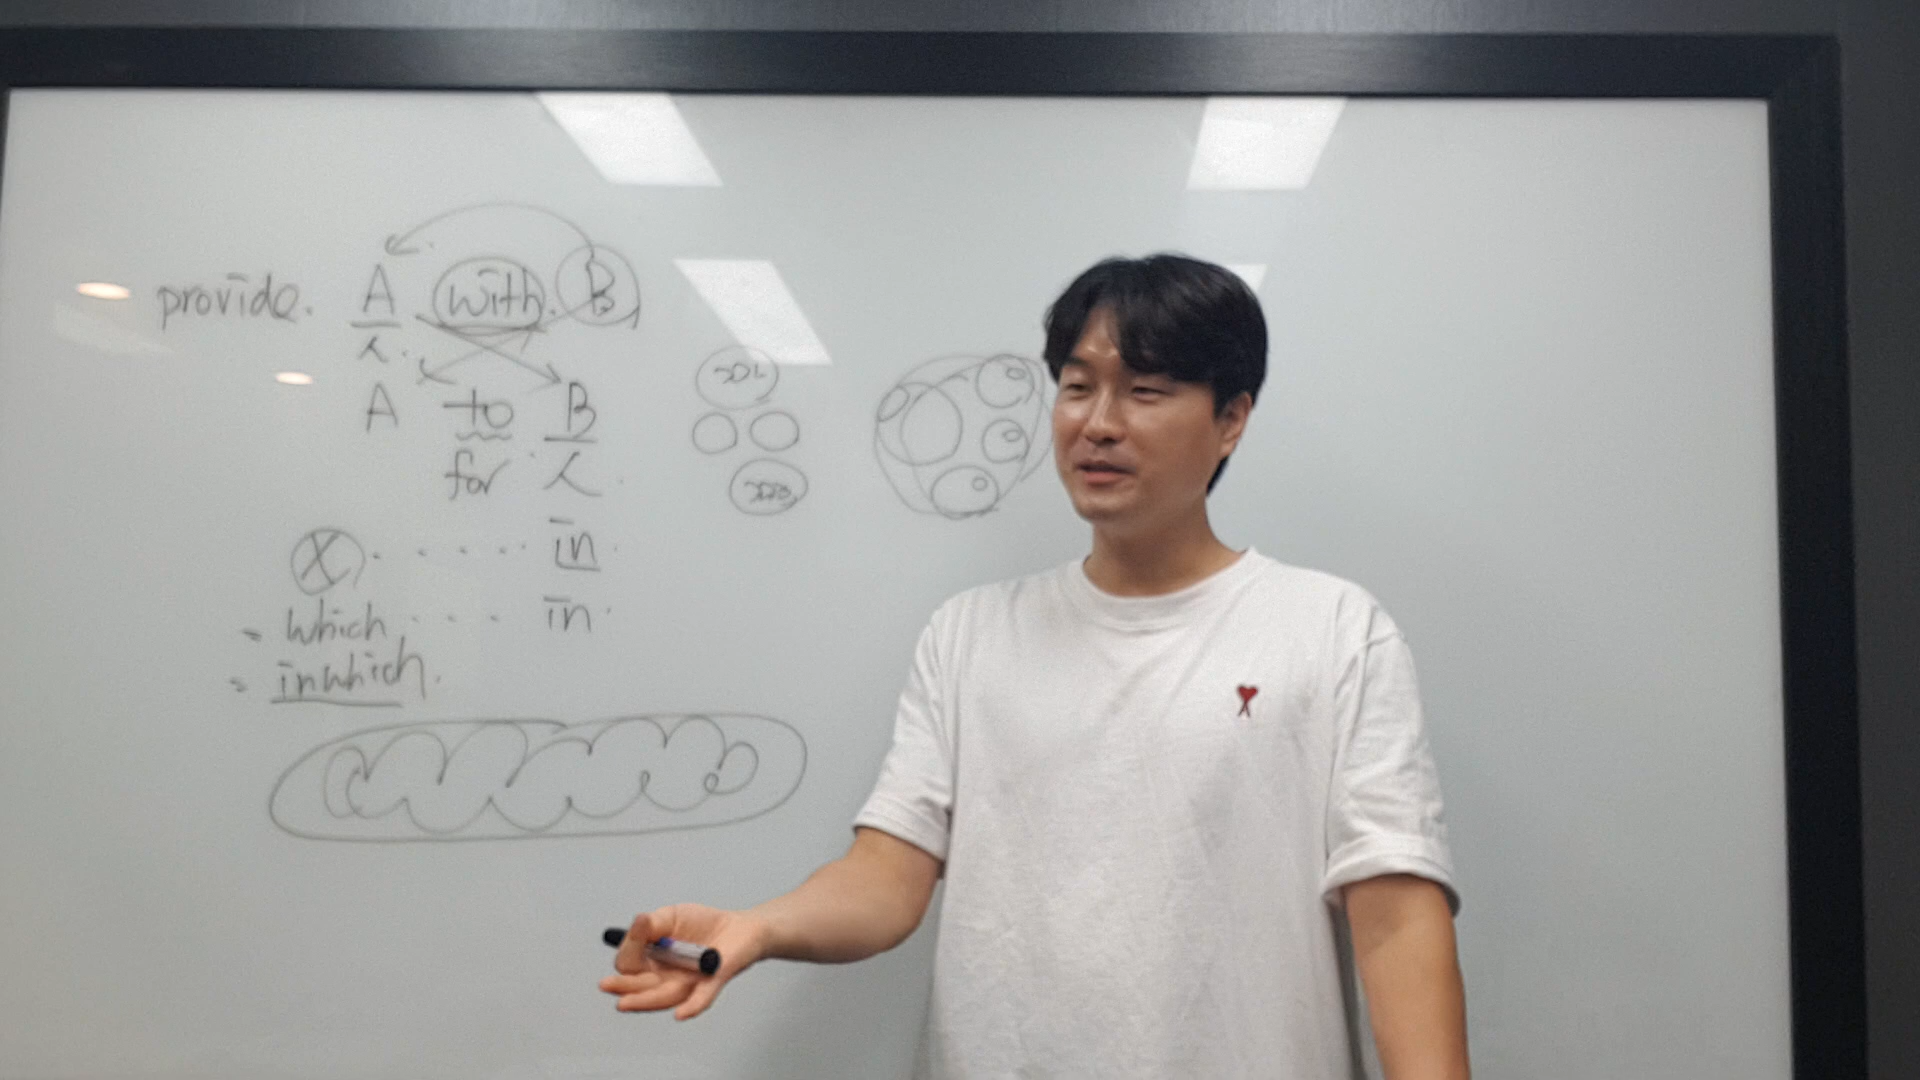 provide. A with B
人.
A to B
for 人.
X . . . . . in.
= which . . . . in.
= in which.